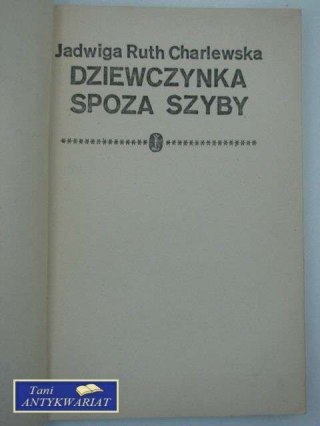 Jadwiga Ruth Charlewska
DZIEWCZYNKA
SPOZA SZYBY
Tani
ANTYKWARIAT